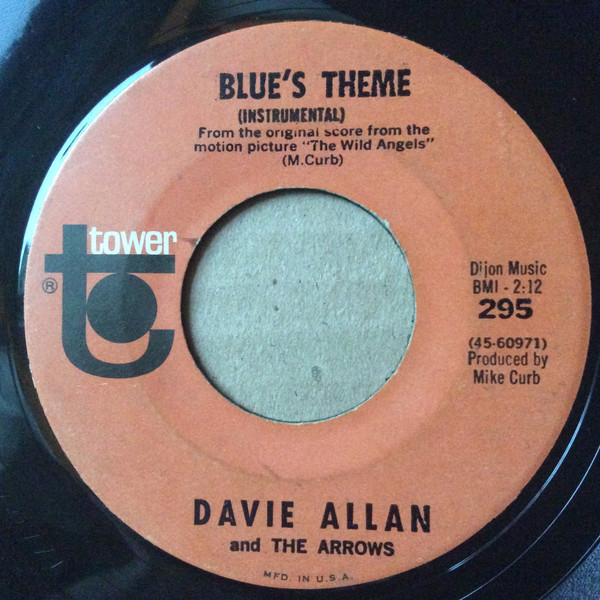 BLUE'S THEME
(INSTRUMENTAL)
From the original score from the
motion picture "The Wild Angels"
(M.Curb)
tower
®
Dijon Music
BMI - 2:12
295
(45-60971)
Produced by
Mike Curb
DAVIE ALLAN
and THE ARROWS
MFD. IN U.S.A.